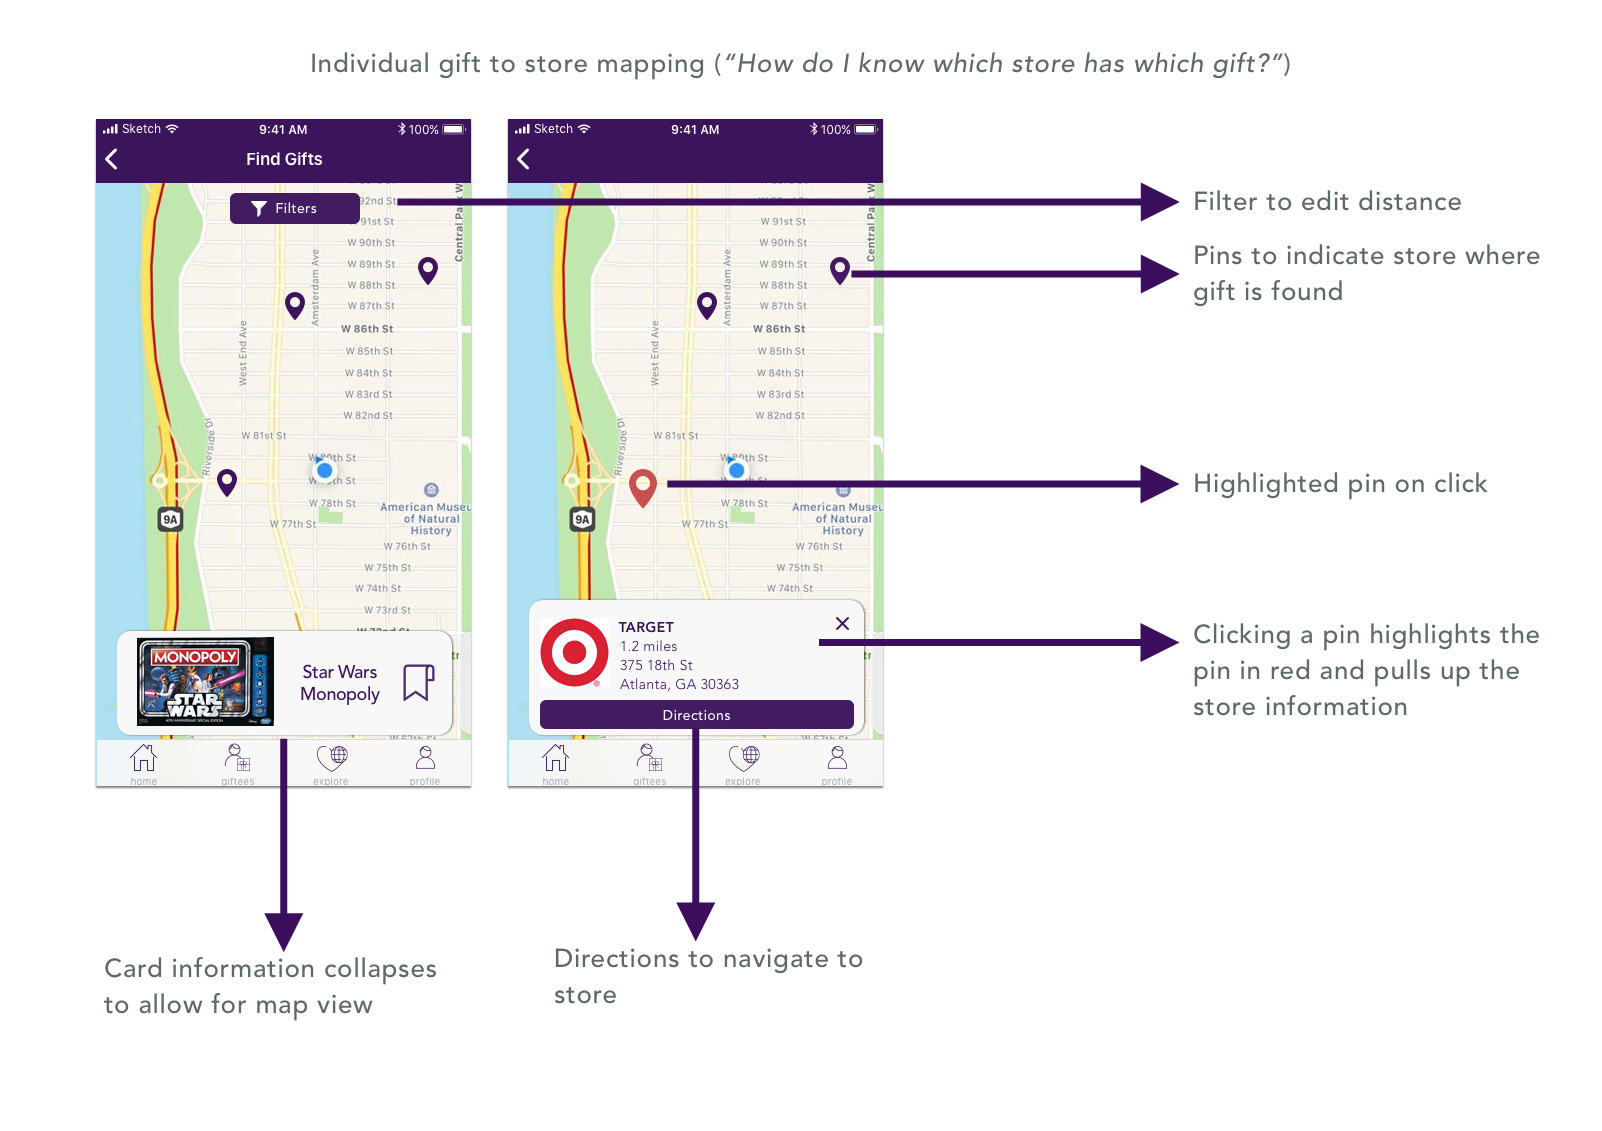 Individual gift to store mapping (“How do I know which store has which gift?”)
Sketch 9:41 AM 100%
Find Gifts
Filters
92nd St
W 91st St
W 90th St
W 89th St
W 88th St
W 87th St
W 86th St
W 85th St
W 84th St
W 83rd St
W 82nd St
W 81st St
W 80th St
W 78th St
W 77th St
W 76th St
W 75th St
W 74th St
W 73rd St
Central Park W
Amsterdam Ave
West End Ave
Riverside Dr
9A
American Museu
of Natural
History
MONOPOLY
STAR
WARS
Star Wars
Monopoly
home
giftees
explore
profile
Sketch 9:41 AM 100%
W 91st St
W 90th St
W 89th St
W 88th St
W 87th St
W 86th St
W 85th St
W 84th St
W 83rd St
W 82nd St
W 81st St
W 80th St
W 78th St
W 77th St
W 76th St
W 75th St
W 74th St
Central Park W
Amsterdam Ave
West End Ave
Riverside Dr
9A
American Museu
of Natural
History
TARGET
1.2 miles
375 18th St
Atlanta, GA 30363
Directions
home
giftees
explore
profile
Filter to edit distance
Pins to indicate store where
gift is found
Highlighted pin on click
Clicking a pin highlights the
pin in red and pulls up the
store information
Card information collapses
to allow for map view
Directions to navigate to
store